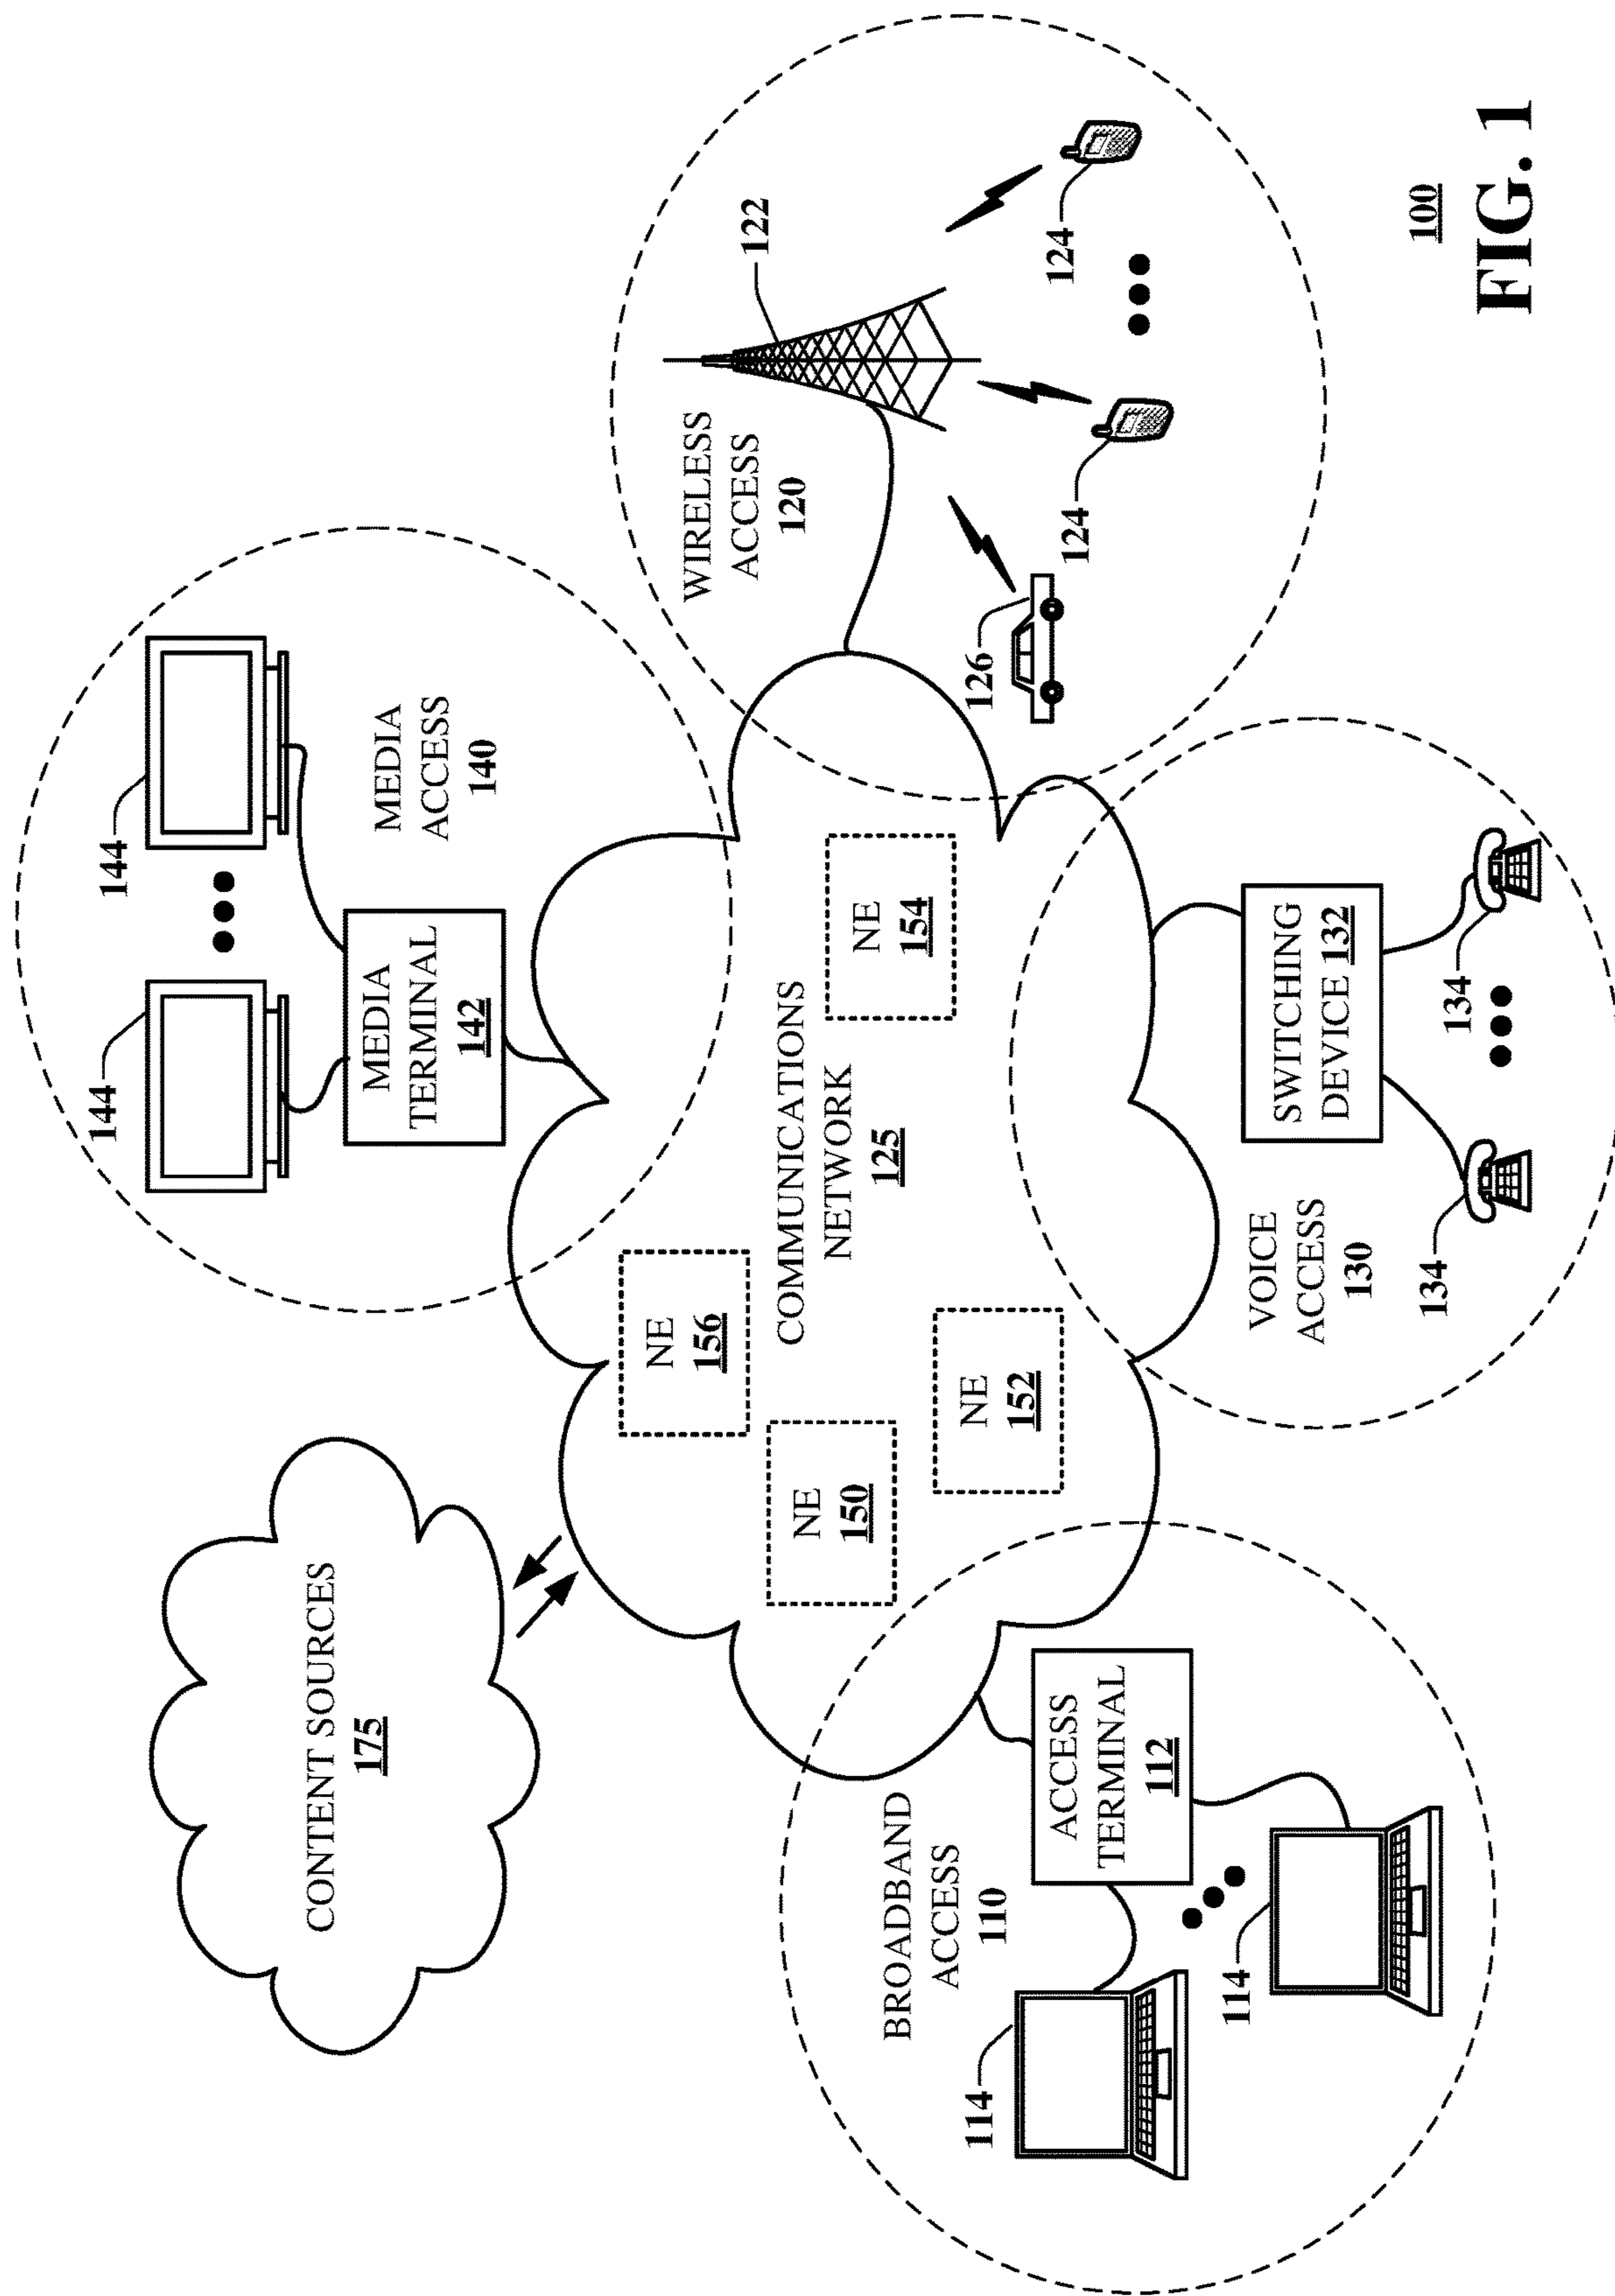 CONTENT SOURCES
175
144
144
MEDIA
TERMINAL
142
MEDIA
ACCESS
140
NE
156
NE
150
NE
152
COMMUNICATIONS
NETWORK
125
NE
154
WIRELESS
ACCESS
120
122
126
124
124
BROADBAND
ACCESS
110
ACCESS
TERMINAL
112
114
114
VOICE
ACCESS
130
SWITCHING
DEVICE 132
134
134
100
FIG. 1